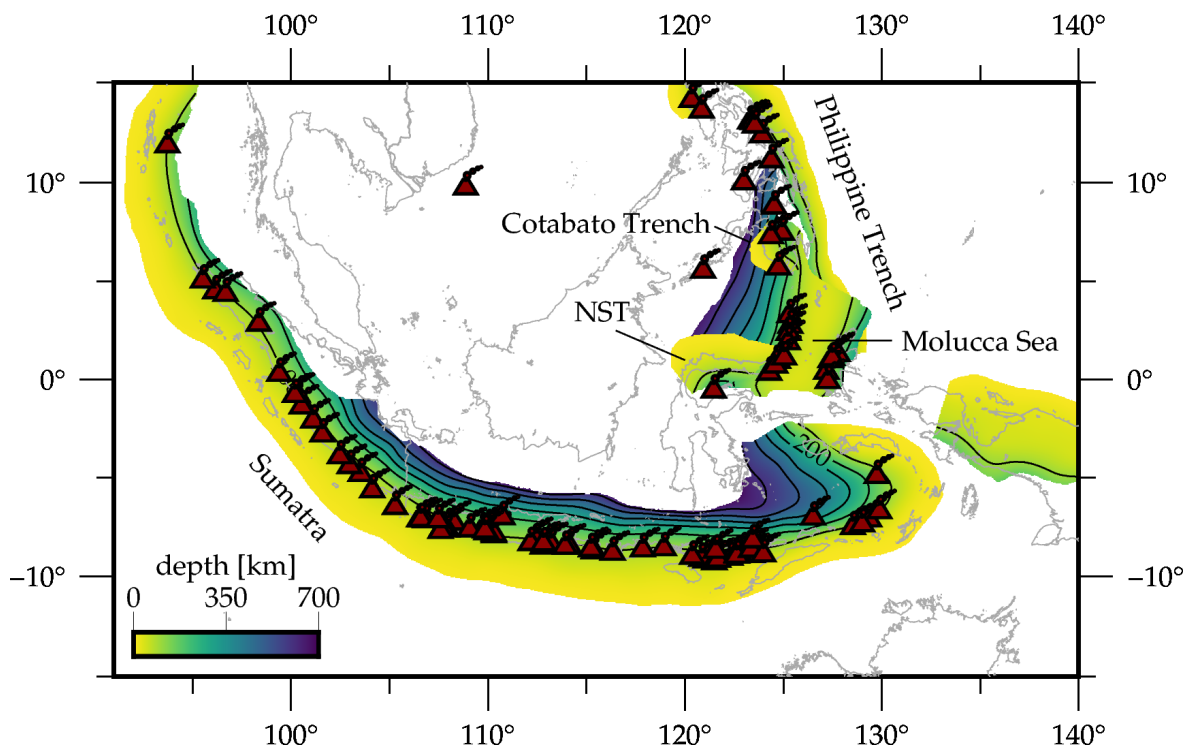 100° 110° 120° 130° 140°
Philippine Trench
10° 10°
Cotabato Trench
NST
Molucca Sea
0° 0°
200
Sumatra
depth [km]
−10° −10°
0 350 700
100° 110° 120° 130° 140°